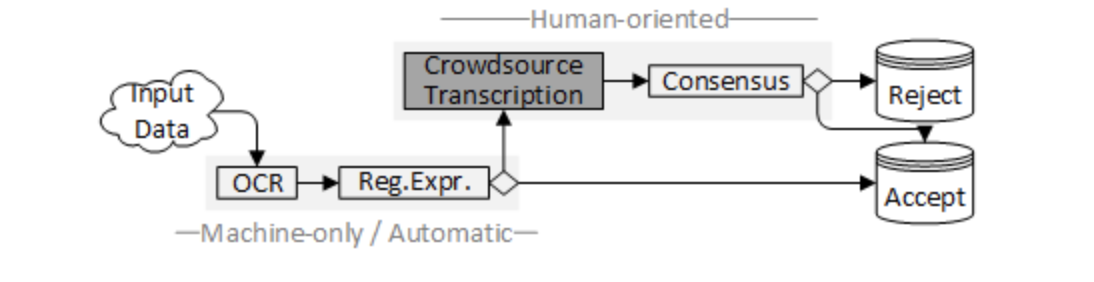 Human-oriented
Crowdsource
Transcription
Consensus
Reject
Input
Data
OCR
Reg.Expr.
Accept
Machine-only / Automatic